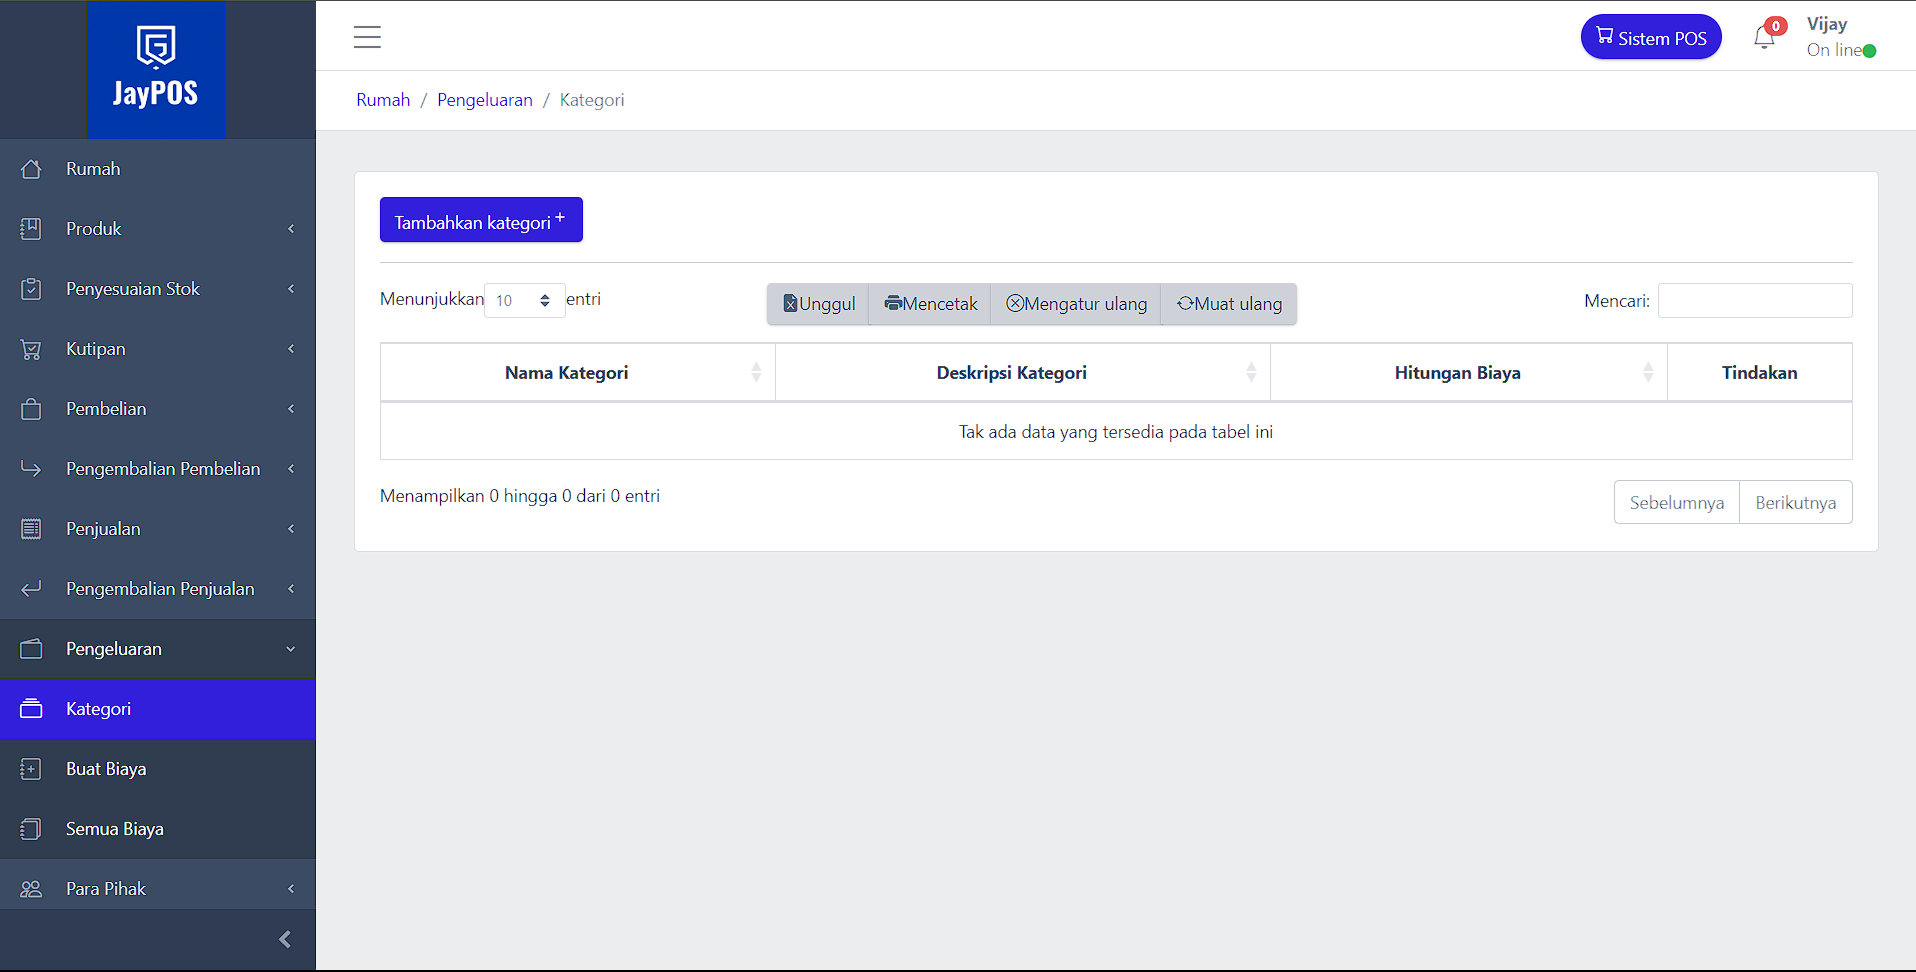 JayPOS
Sistem POS
0
Vijay
On line
Rumah / Pengeluaran / Kategori
Rumah
Produk
Penyesuaian Stok
Kutipan
Pembelian
Pengembalian Pembelian
Penjualan
Pengembalian Penjualan
Pengeluaran
Kategori
Buat Biaya
Semua Biaya
Para Pihak
Tambahkan kategori +
Menunjukkan 10 entri
Unggul Mencetak Mengatur ulang Muat ulang
Mencari:
Nama Kategori Deskripsi Kategori Hitungan Biaya Tindakan
Tak ada data yang tersedia pada tabel ini
Menampilkan 0 hingga 0 dari 0 entri
Sebelumnya Berikutnya